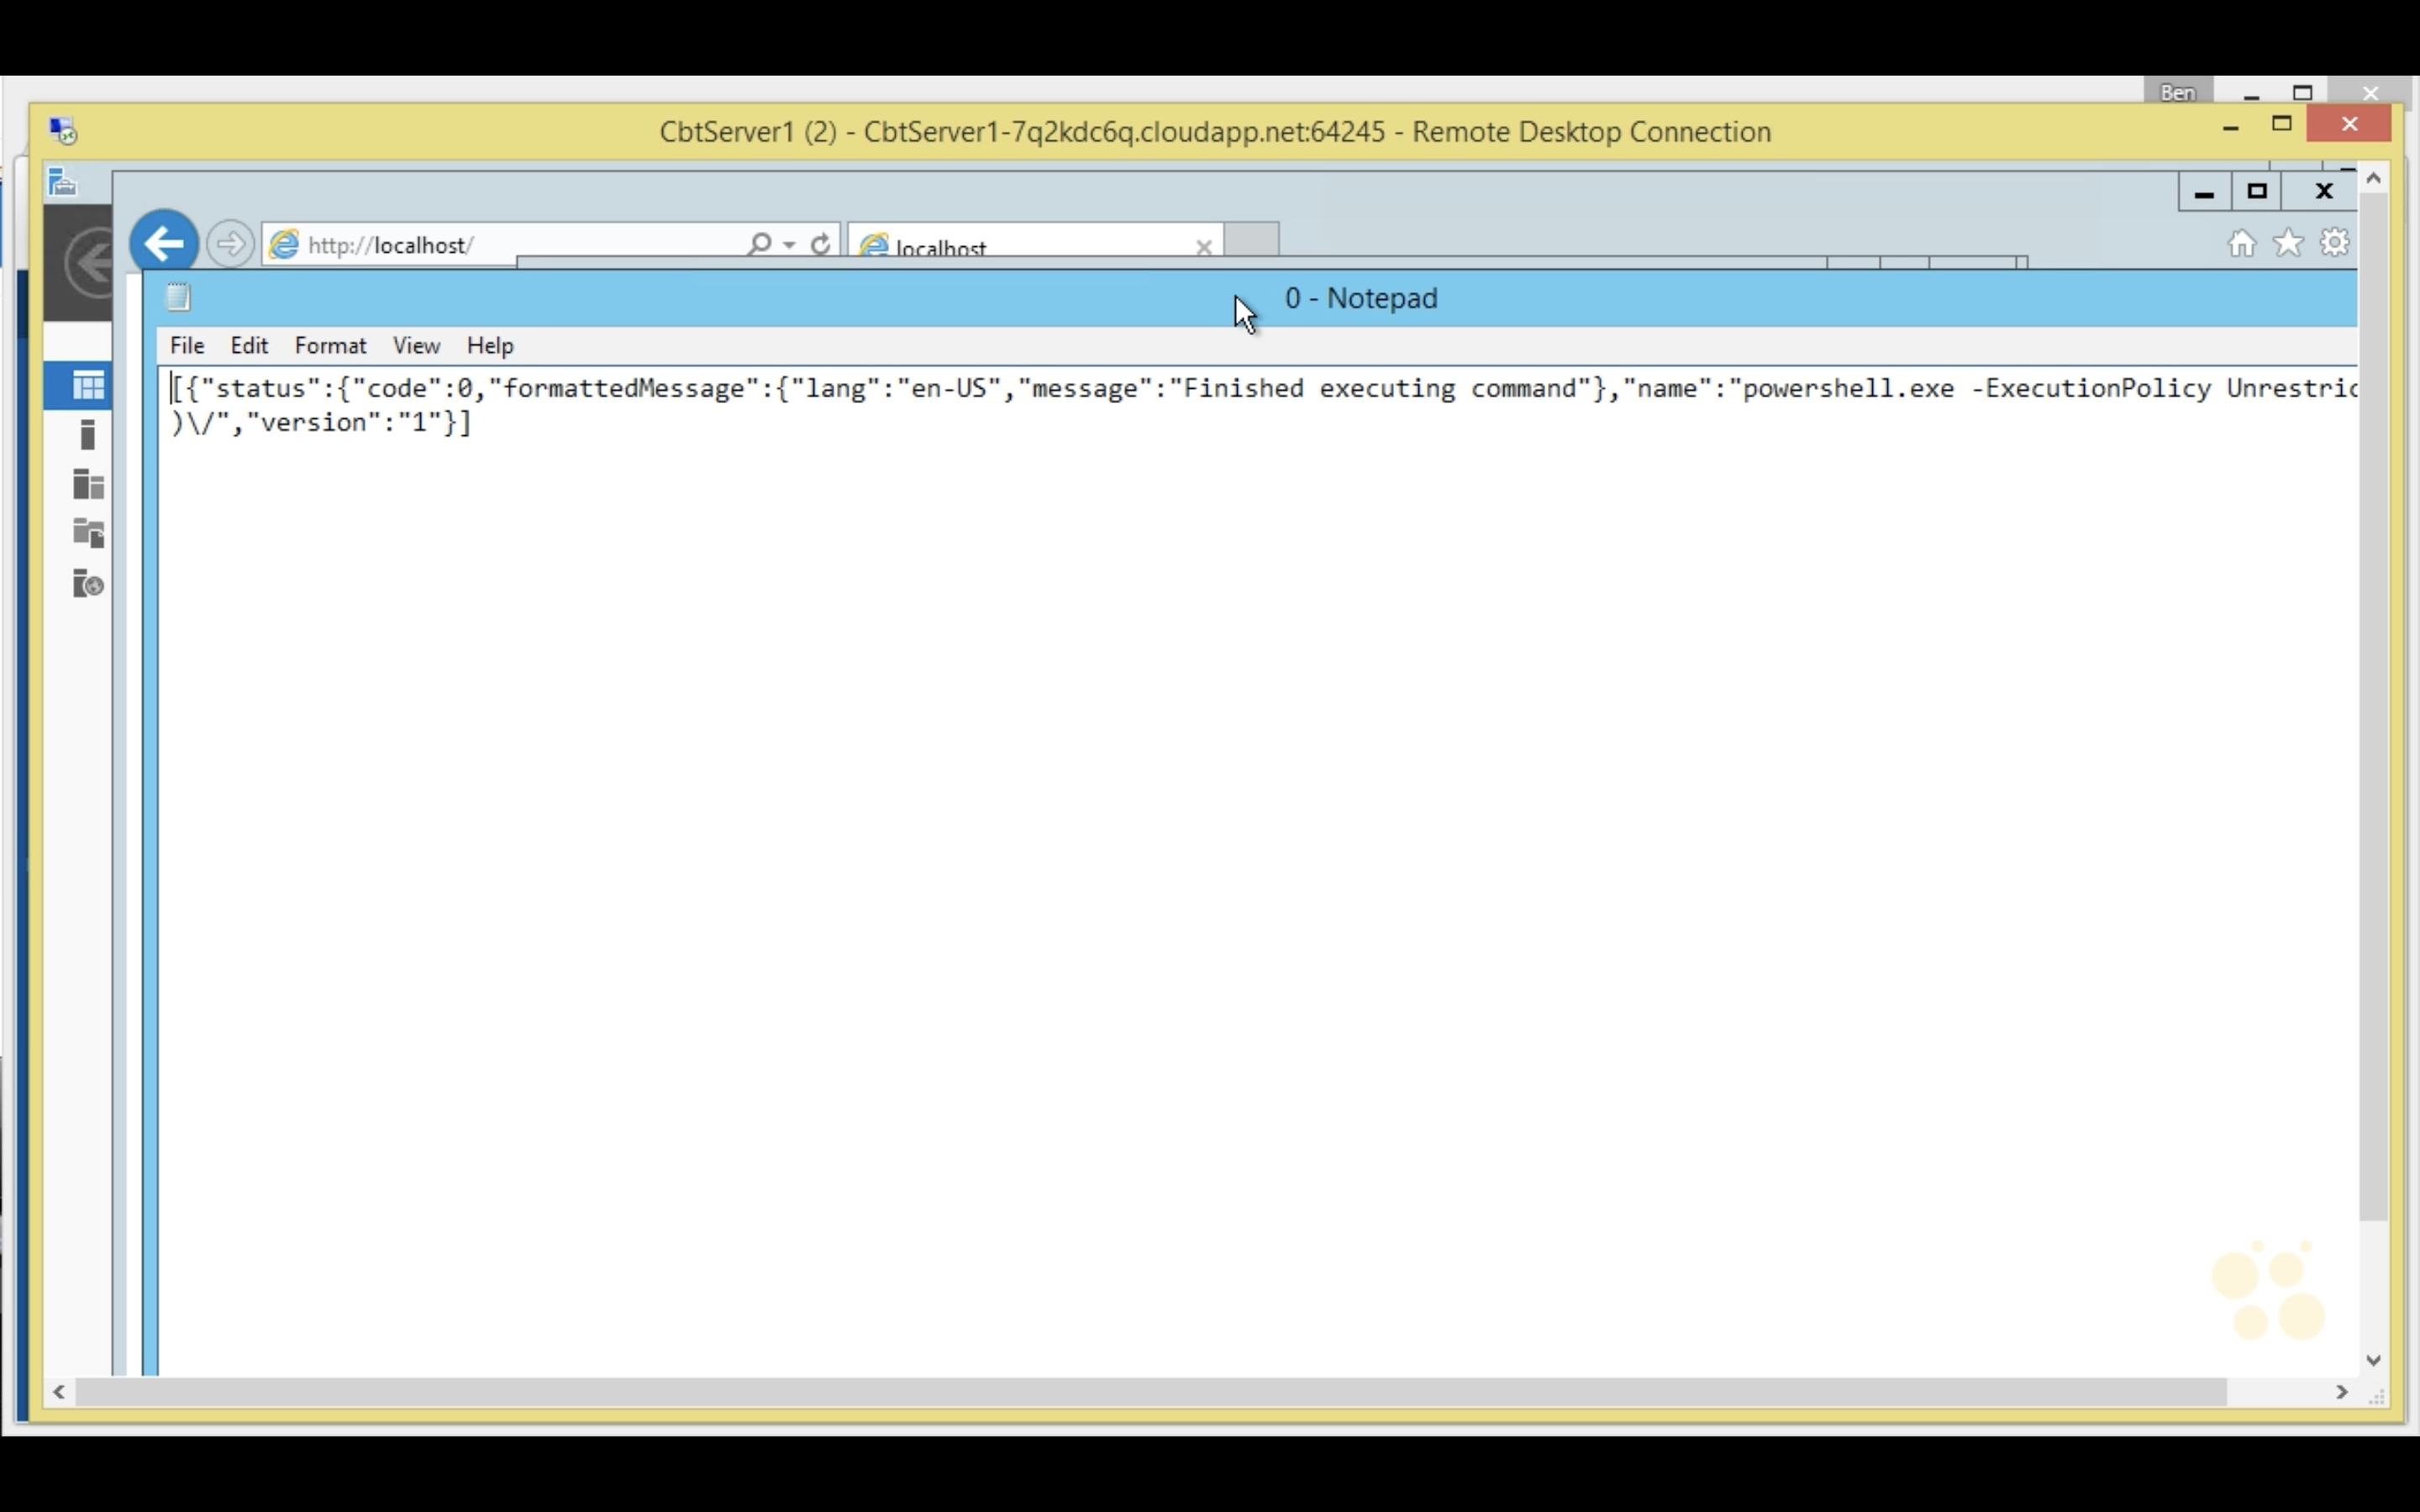 Ben
CbtServer1 (2) - CbtServer1-7q2kdc6q.cloudapp.net:64245 - Remote Desktop Connection
http://localhost/
localhost
0 - Notepad
File Edit Format View Help
[{"status":{"code":0,"formattedMessage":{"lang":"en-US","message":"Finished executing command"},"name":"powershell.exe -ExecutionPolicy Unrestric
)\/","version":"1"}]